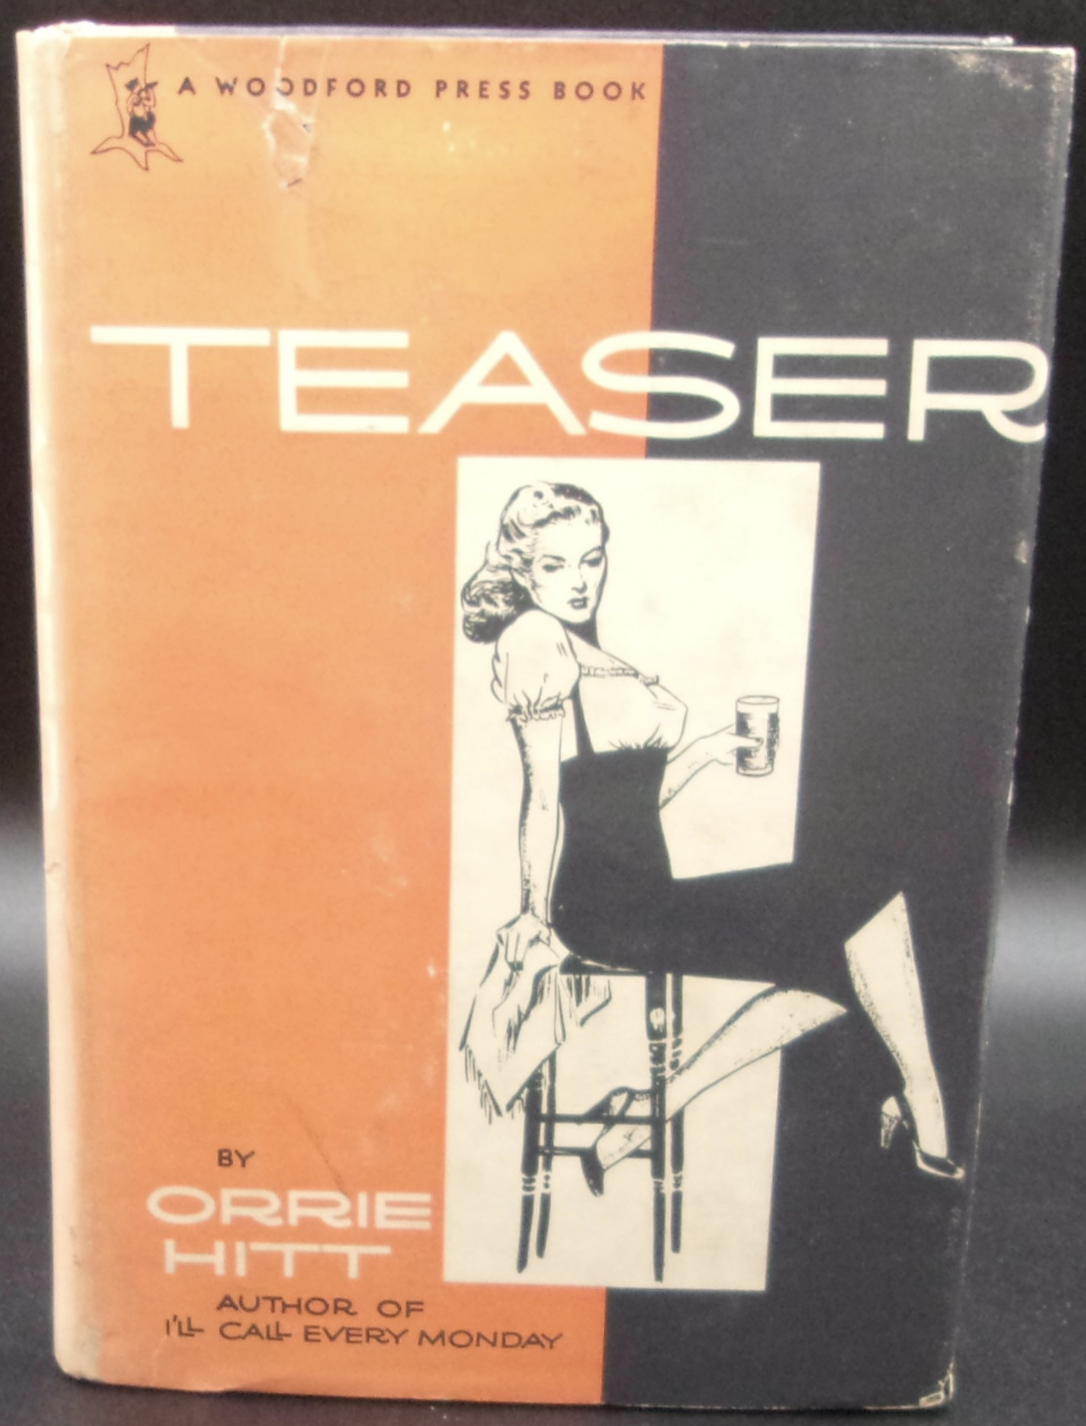 A WOODFORD PRESS BOOK
TEASER
BY
ORRIE
HITT
AUTHOR OF
I'LL CALL EVERY MONDAY